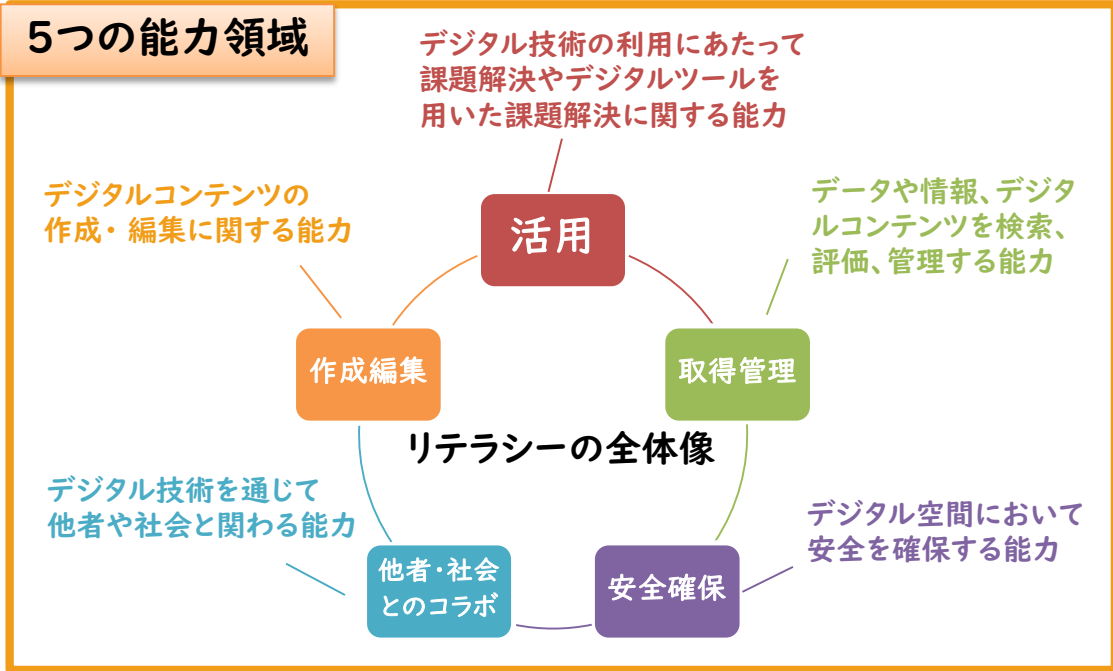 5つの能力領域
デジタル技術の利用にあたって
課題解決やデジタルツールを
用いた課題解決に関する能力
デジタルコンテンツの
作成・編集に関する能力
データや情報、デジタ
ルコンテンツを検索、
評価、管理する能力
活用
作成編集
取得管理
リテラシーの全体像
デジタル技術を通じて
他者や社会と関わる能力
デジタル空間において
安全を確保する能力
他者・社会
とのコラボ
安全確保